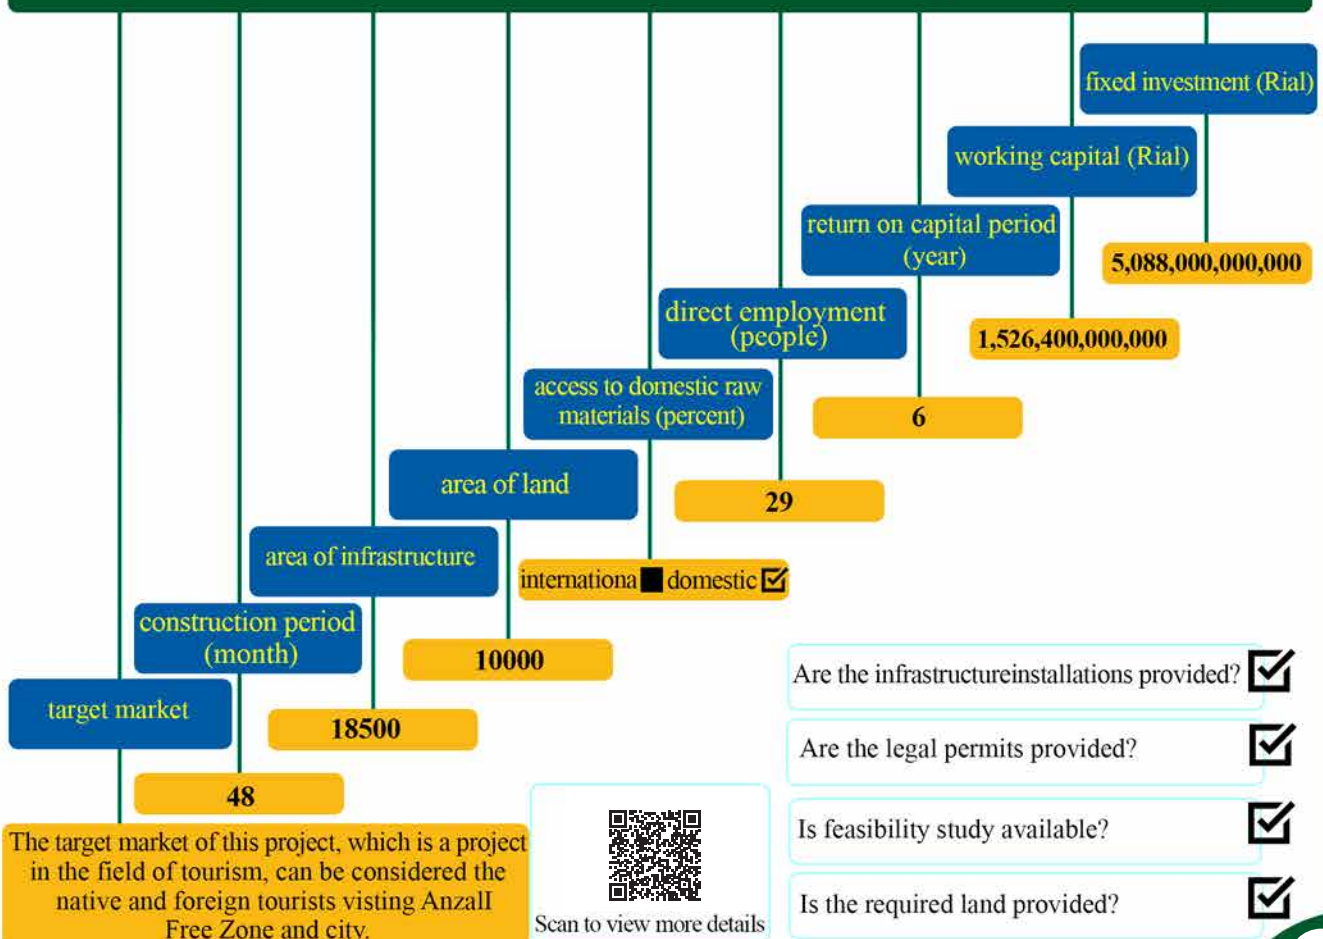 fixed investment (Rial)
5,088,000,000,000
working capital (Rial)
1,526,400,000,000
return on capital period
(year)
6
direct employment
(people)
29
access to domestic raw
materials (percent)
internationa domestic
area of land
10000
area of infrastructure
18500
construction period
(month)
48
target market
The target market of this project, which is a project
in the field of tourism, can be considered the
native and foreign tourists visting AnzalI
Free Zone and city.
Scan to view more details
Are the infrastructureinstallations provided?
Are the legal permits provided?
Is feasibility study available?
Is the required land provided?